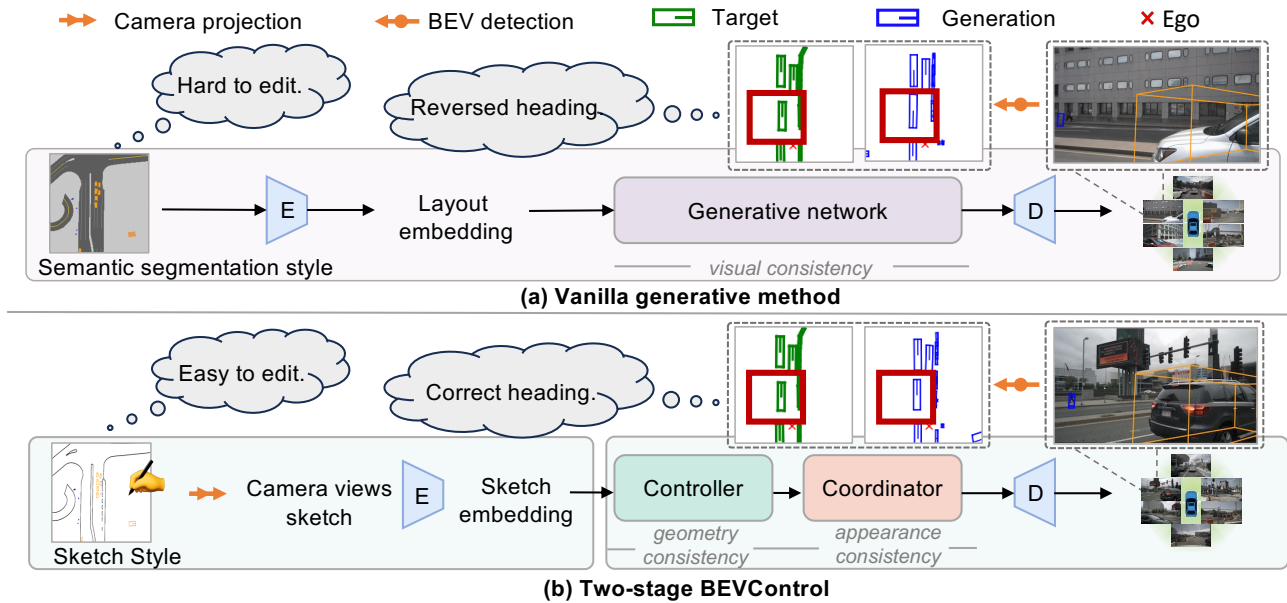 Camera projection
BEV detection
Target
Generation
Ego
Hard to edit.
Reversed heading.
E
Layout
embedding
Generative network
D
Semantic segmentation style
visual consistency
(a) Vanilla generative method
Easy to edit.
Correct heading.
Camera views
sketch
E
Sketch
embedding
Controller
Coordinator
D
Sketch Style
geometry
consistency
appearance
consistency
(b) Two-stage BEVControl